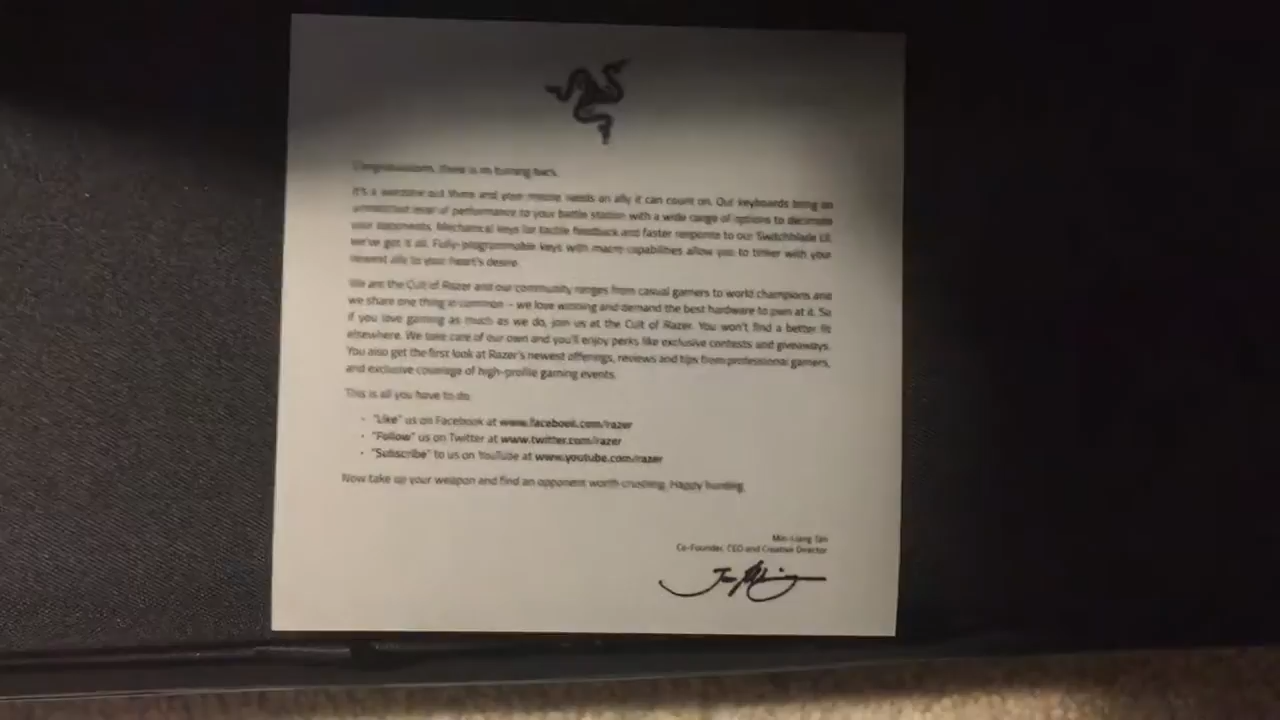 Congratulations, there is no turning back.
It's a warzone out there and your mouse needs an ally it can count on. Our keyboards bring an
unmatched level of performance to your battle station with a wide range of options to decimate
your opponents. Mechanical keys for tactile feedback and faster response to our Switchblade UI,
we've got it all. Fully-programmable keys with macro capabilities allow you to tinker with your
newest ally to your heart's desire.
We are the Cult of Razer and our community ranges from casual gamers to world champions and
we share one thing in common – we love winning and demand the best hardware to pwn at it. So
if you love gaming as much as we do, join us at the Cult of Razer. You won't find a better fit
elsewhere. We take care of our own and you'll enjoy perks like exclusive contests and giveaways.
You also get the first look at Razer's newest offerings, reviews and tips from professional gamers,
and exclusive coverage of high-profile gaming events.
This is all you have to do
• "Like" us on Facebook at www.facebook.com/razer
• "Follow" us on Twitter at www.twitter.com/razer
• "Subscribe" to us on YouTube at www.youtube.com/razer
Now take up your weapon and find an opponent worth crushing. Happy hunting.
Min-Liang Tan
Co-Founder, CEO and Creative Director